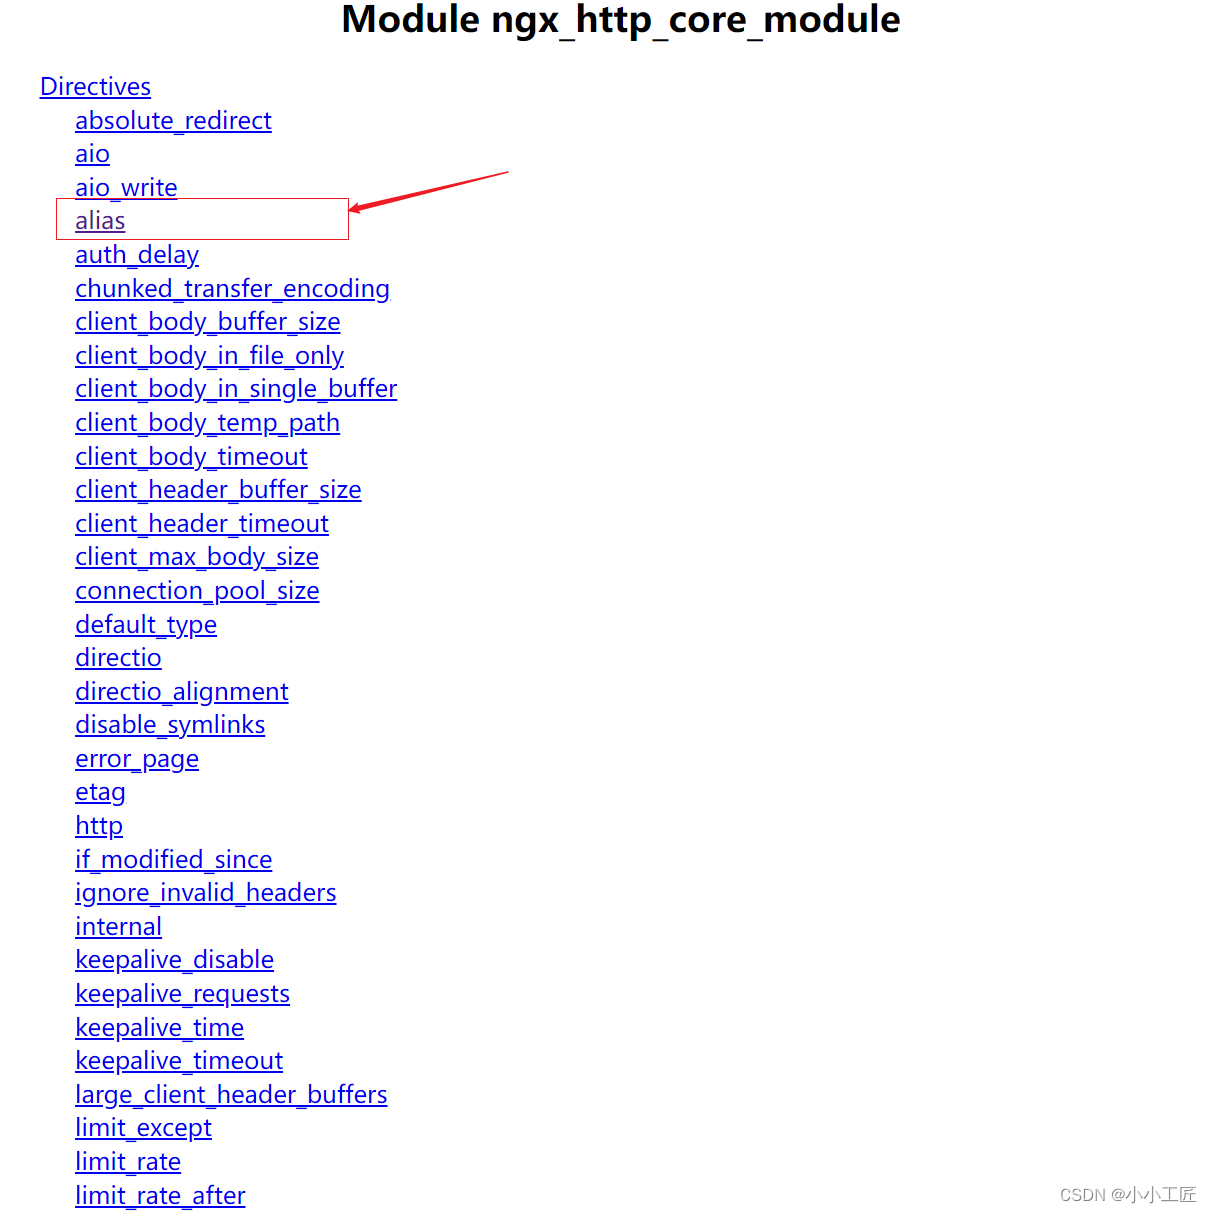 Module ngx_http_core_module
Directives
absolute_redirect
aio
aio_write
alias
auth_delay
chunked_transfer_encoding
client_body_buffer_size
client_body_in_file_only
client_body_in_single_buffer
client_body_temp_path
client_body_timeout
client_header_buffer_size
client_header_timeout
client_max_body_size
connection_pool_size
default_type
directio
directio_alignment
disable_symlinks
error_page
etag
http
if_modified_since
ignore_invalid_headers
internal
keepalive_disable
keepalive_requests
keepalive_time
keepalive_timeout
large_client_header_buffers
limit_except
limit_rate
limit_rate_after
CSDN @小小工匠